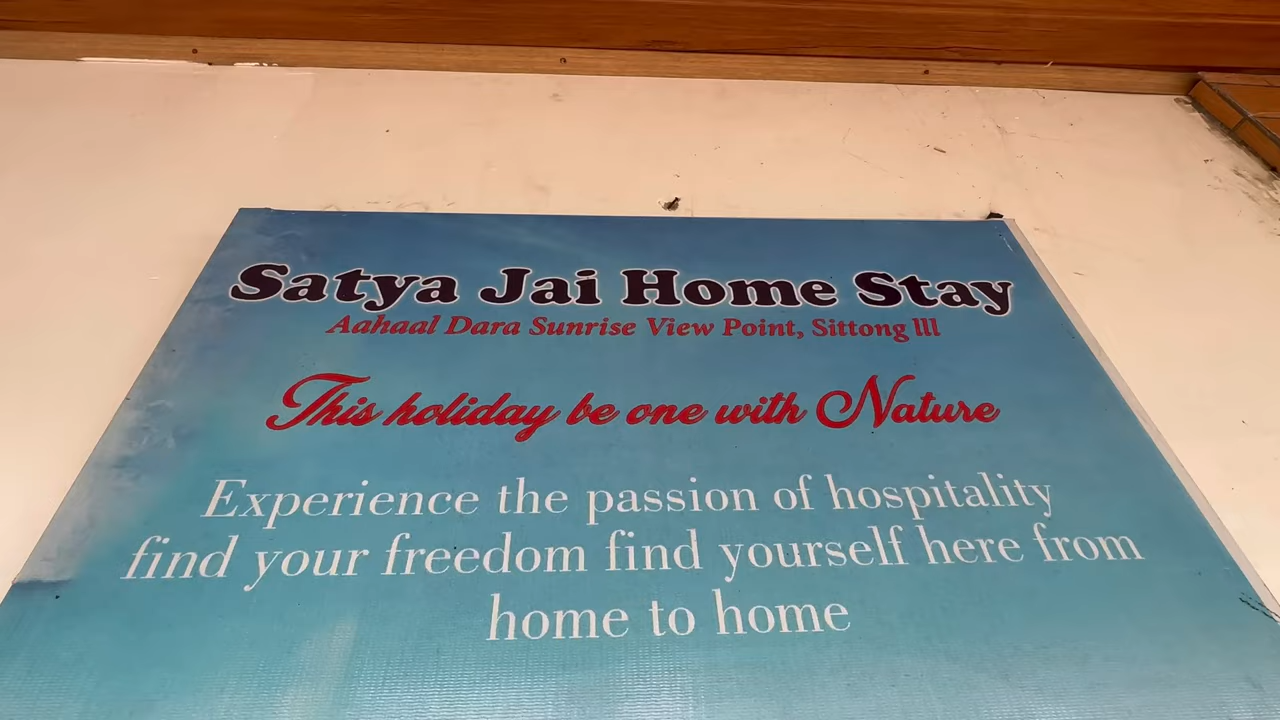 Satya Jai Home Stay
Aahaal Dara Sunrise View Point, Sittong lll
This holiday be one with Nature
Experience the passion of hospitality
find your freedom find yourself here from
home to home